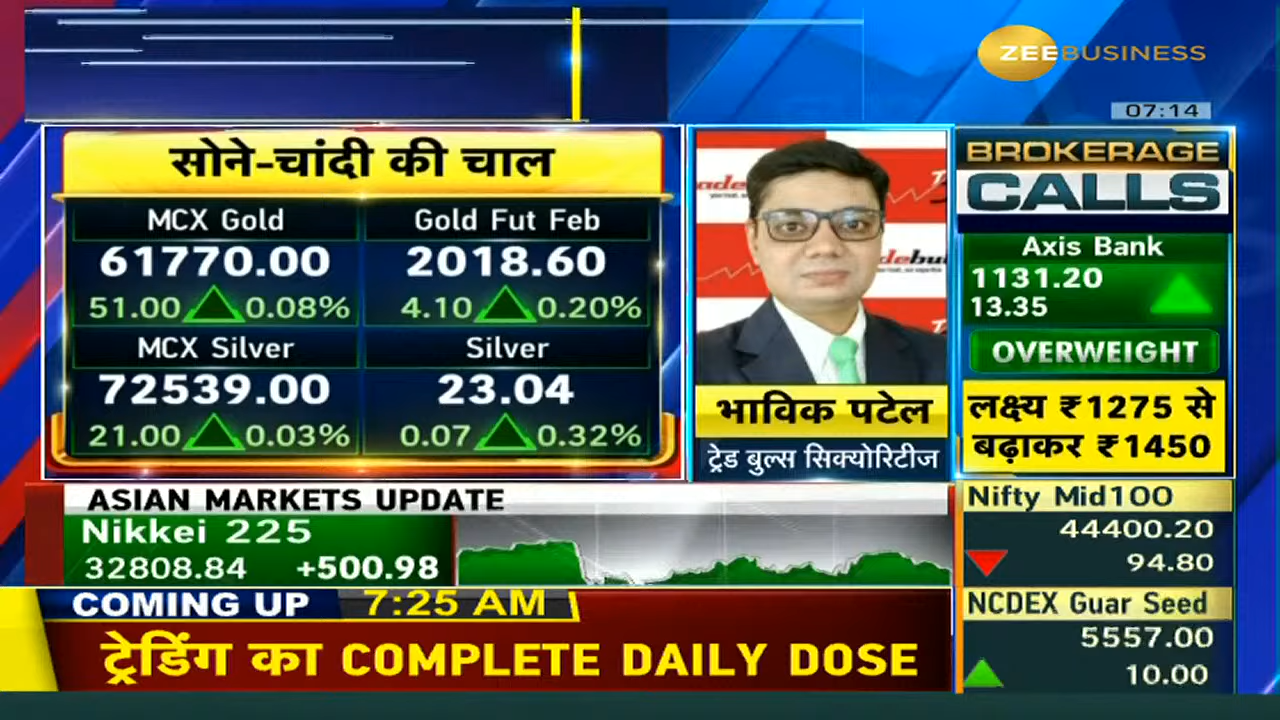 ZEEBUSINESS
07:14
सोने-चांदी की चाल
MCX Gold
61770.00
51.00 0.08%
Gold Fut Feb
2018.60
4.10 0.20%
MCX Silver
72539.00
21.00 0.03%
Silver
23.04
0.07 0.32%
भाविक पटेल
ट्रेड बुल्स सिक्योरिटीज
BROKERAGE
CALLS
Axis Bank
1131.20
13.35
OVERWEIGHT
लक्ष्य ₹1275 से
बढ़ाकर ₹1450
ASIAN MARKETS UPDATE
Nikkei 225
32808.84 +500.98
Nifty Mid100
44400.20
94.80
NCDEX Guar Seed
5557.00
10.00
COMING UP 7:25 AM
ट्रेडिंग का COMPLETE DAILY DOSE